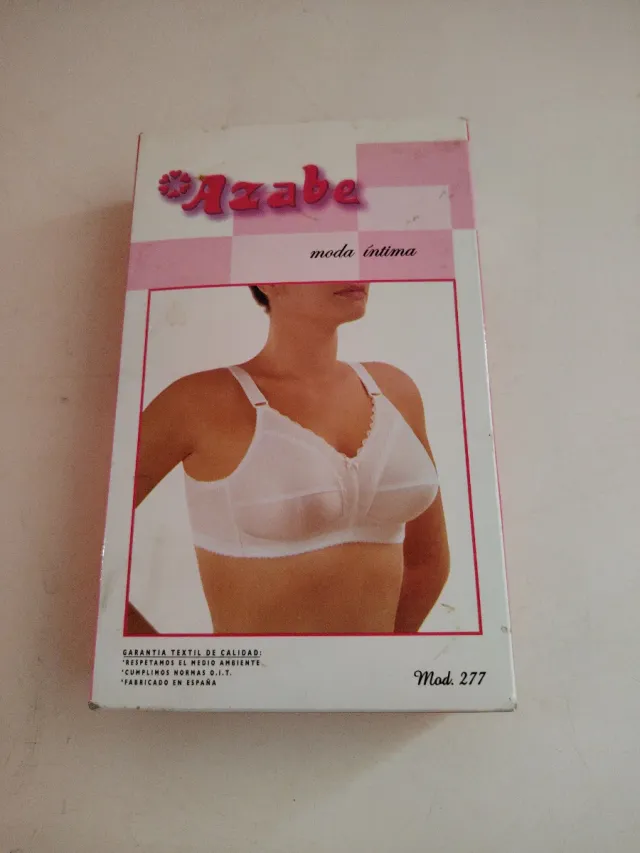 Azabe
moda íntima
GARANTIA TEXTIL DE CALIDAD:
*RESPETAMOS EL MEDIO AMBIENTE
*CUMPLIMOS NORMAS O.I.T.
*FABRICADO EN ESPAÑA
Mod. 277